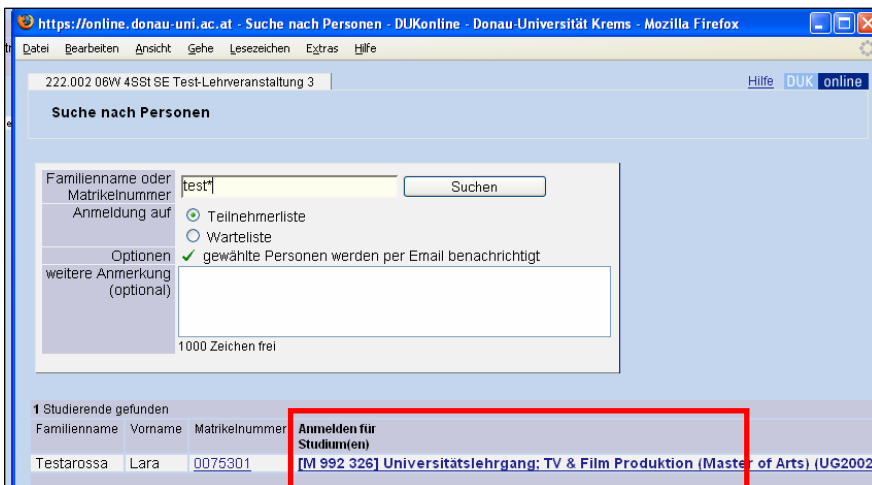 https://online.donau-uni.ac.at - Suche nach Personen - DUKonline - Donau-Universität Krems - Mozilla Firefox
Datei Bearbeiten Ansicht Gehe Lesezeichen Extras Hilfe
222.002 06W 4SSt SE Test-Lehrveranstaltung 3 Hilfe DUK online
Suche nach Personen
Familienname oder Matrikelnummer test* Suchen
Anmeldung auf Teilnehmerliste
Warteliste
Optionen gewählte Personen werden per Email benachrichtigt
weitere Anmerkung
(optional)
1000 Zeichen frei
1 Studierende gefunden
Familienname Vorname Matrikelnummer Anmelden für
Studium(en)
Testarossa Lara 0075301 [M 992 326] Universitätslehrgang; TV & Film Produktion (Master of Arts) (UG2002